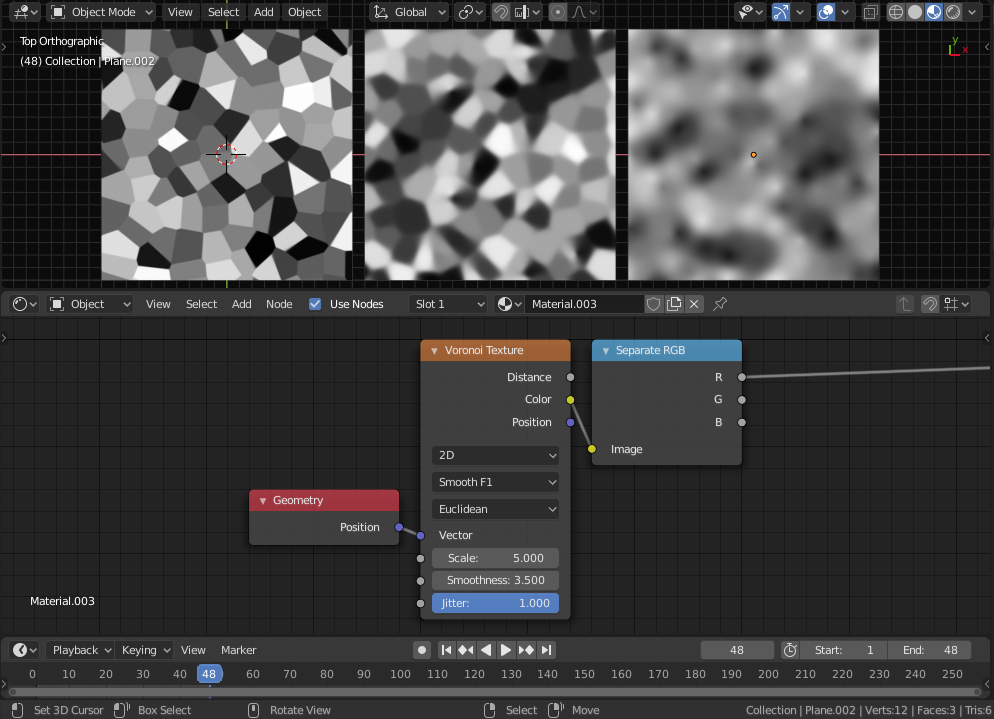 Object Mode View Select Add Object Global
Top Orthographic
(48) Collection | Plane.002
y
x
Object View Select Add Node Use Nodes Slot 1 Material.003
Voronoi Texture
Distance
Color
Position
2D
Smooth F1
Euclidean
Vector
Scale: 5.000
Smoothness: 3.500
Jitter: 1.000
Separate RGB
R
G
B
Image
Geometry
Position
Material.003
Playback Keying View Marker 48 Start: 1 End: 48
0 10 20 30 40 48 60 70 80 90 100 110 120 130 140 150 160 170 180 190 200 210 220 230 240 250
Set 3D Cursor Box Select Rotate View Select Move Collection | Plane.002 | Verts:12 | Faces:3 | Tris:6